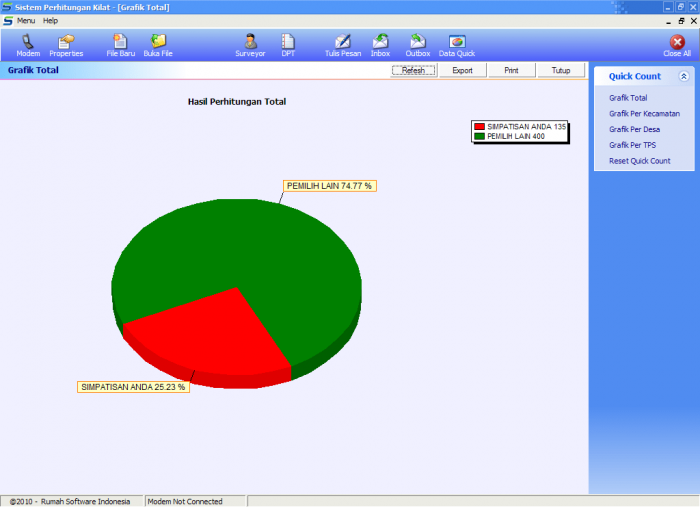 Sistem Perhitungan Kilat - [Grafik Total]
Menu Help
Modem Properties File Baru Buka File Surveyor DPT Tulis Pesan Inbox Outbox Data Quick Close All
Grafik Total
Refesh Export Print Tutup
Quick Count
Grafik Total
Grafik Per Kecamatan
Grafik Per Desa
Grafik Per TPS
Reset Quick Count
Hasil Perhitungan Total
SIMPATISAN ANDA 135
PEMILIH LAIN 400
PEMILIH LAIN 74.77 %
SIMPATISAN ANDA 25.23 %
@2010 - Rumah Software Indonesia Modem Not Connected